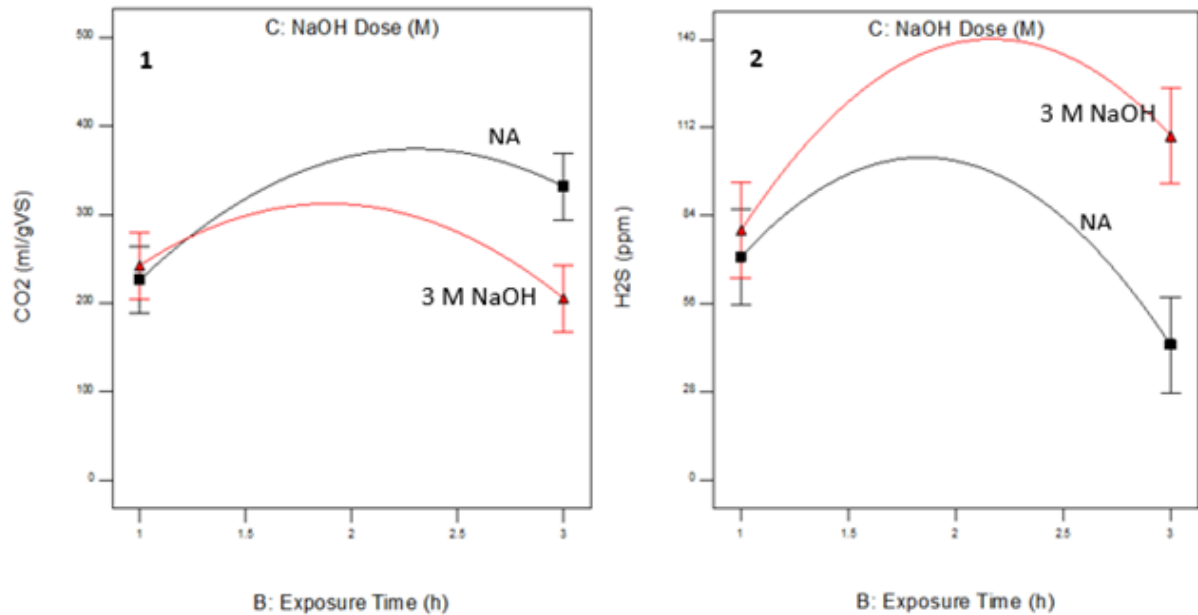 C: NaOH Dose (M)
1
500
400
300
200
100
0
CO2 (ml/gVS)
NA
3 M NaOH
1
1.5
2
2.5
3
B: Exposure Time (h)
C: NaOH Dose (M)
2
140
112
84
56
28
0
H2S (ppm)
3 M NaOH
NA
1
1.5
2
2.5
3
B: Exposure Time (h)